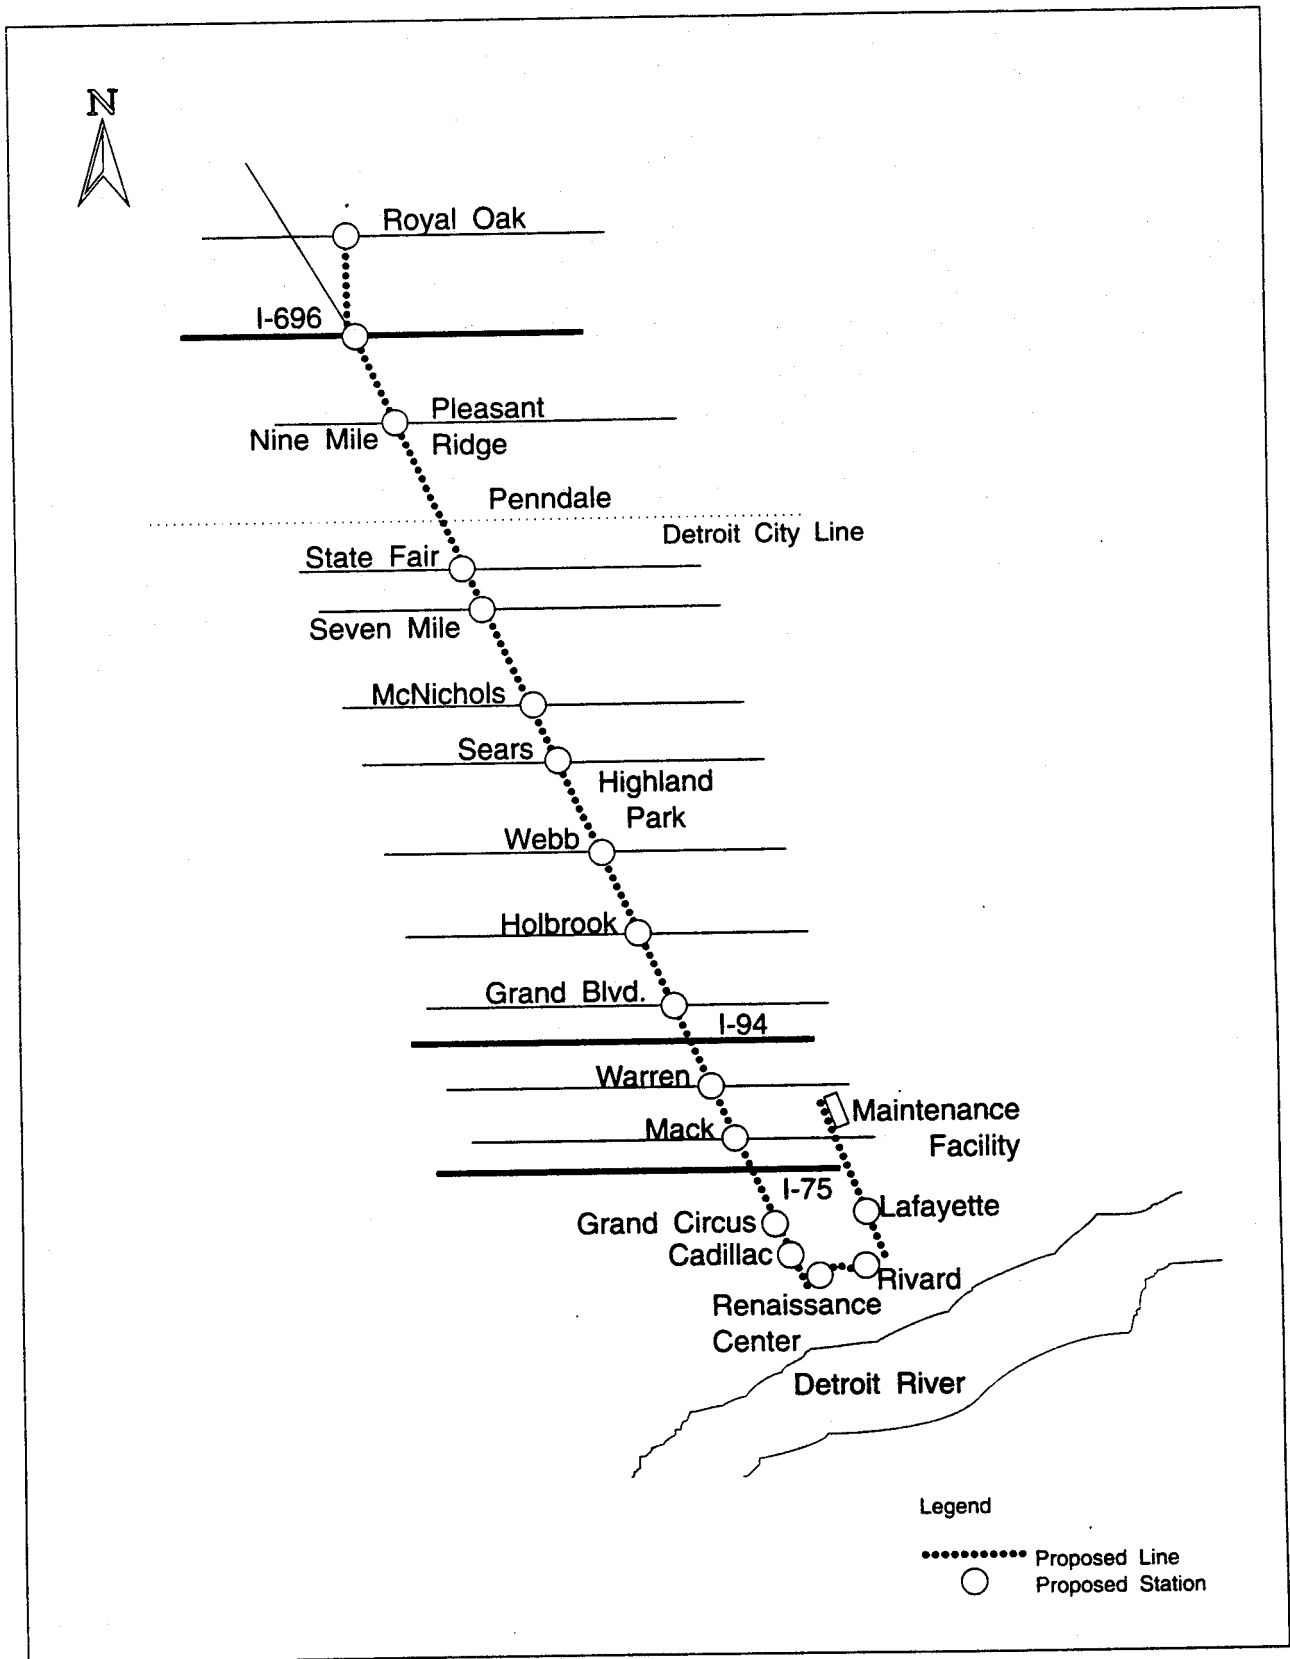 N
Royal Oak
I-696
Pleasant
Nine Mile
Ridge
Penndale
Detroit City Line
State Fair
Seven Mile
McNichols
Sears
Highland
Park
Webb
Holbrook
Grand Blvd.
I-94
Warren
Maintenance
Facility
Mack
I-75
Lafayette
Grand Circus
Cadillac
Rivard
Renaissance
Center
Detroit River
Legend
Proposed Line
Proposed Station